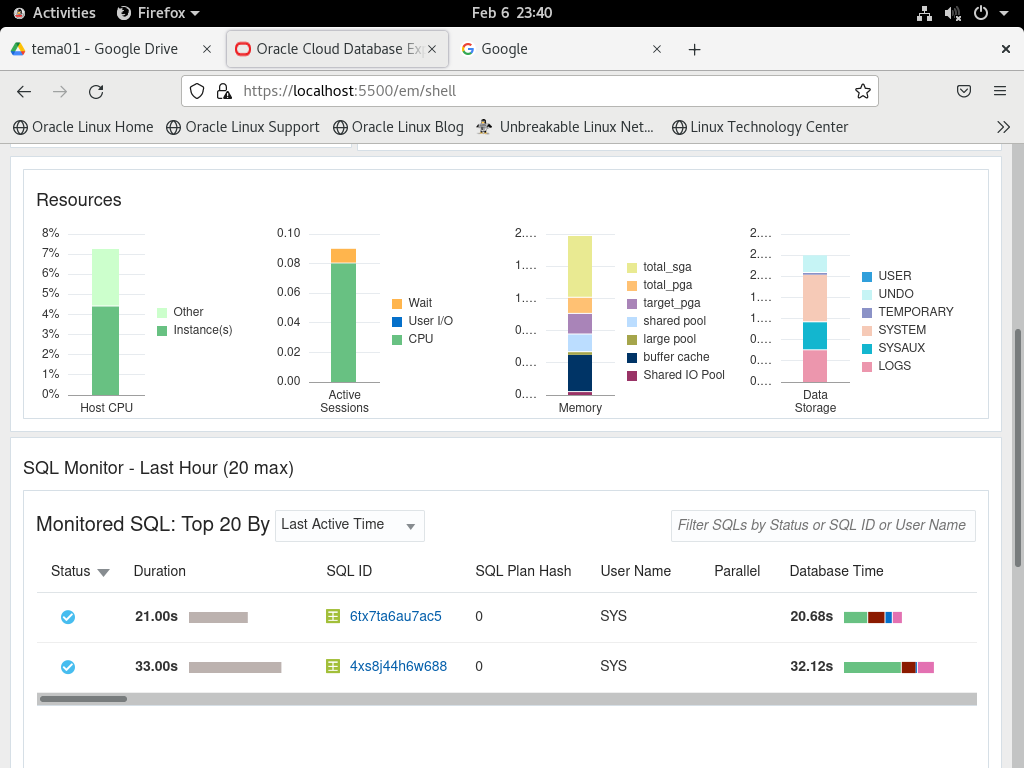 Activities Firefox Feb 6 23:40
tema01 - Google Drive Oracle Cloud Database Ex Google
https://localhost:5500/em/shell
Oracle Linux Home Oracle Linux Support Oracle Linux Blog Unbreakable Linux Net... Linux Technology Center
Resources
8%
7%
6%
5%
4%
3%
2%
1%
0%
Host CPU
Other
Instance(s)
0.10
0.08
0.06
0.04
0.02
0.00
Active
Sessions
Wait
User I/O
CPU
2....
1....
1....
0....
0....
0....
Memory
total_sga
total_pga
target_pga
shared pool
large pool
buffer cache
Shared IO Pool
2....
2....
2....
1....
1....
0....
0....
0....
Data
Storage
USER
UNDO
TEMPORARY
SYSTEM
SYSAUX
LOGS
SQL Monitor - Last Hour (20 max)
Monitored SQL: Top 20 By Last Active Time Filter SQLs by Status or SQL ID or User Name
Status Duration SQL ID SQL Plan Hash User Name Parallel Database Time
21.00s 6tx7ta6au7ac5 0 SYS 20.68s
33.00s 4xs8j44h6w688 0 SYS 32.12s